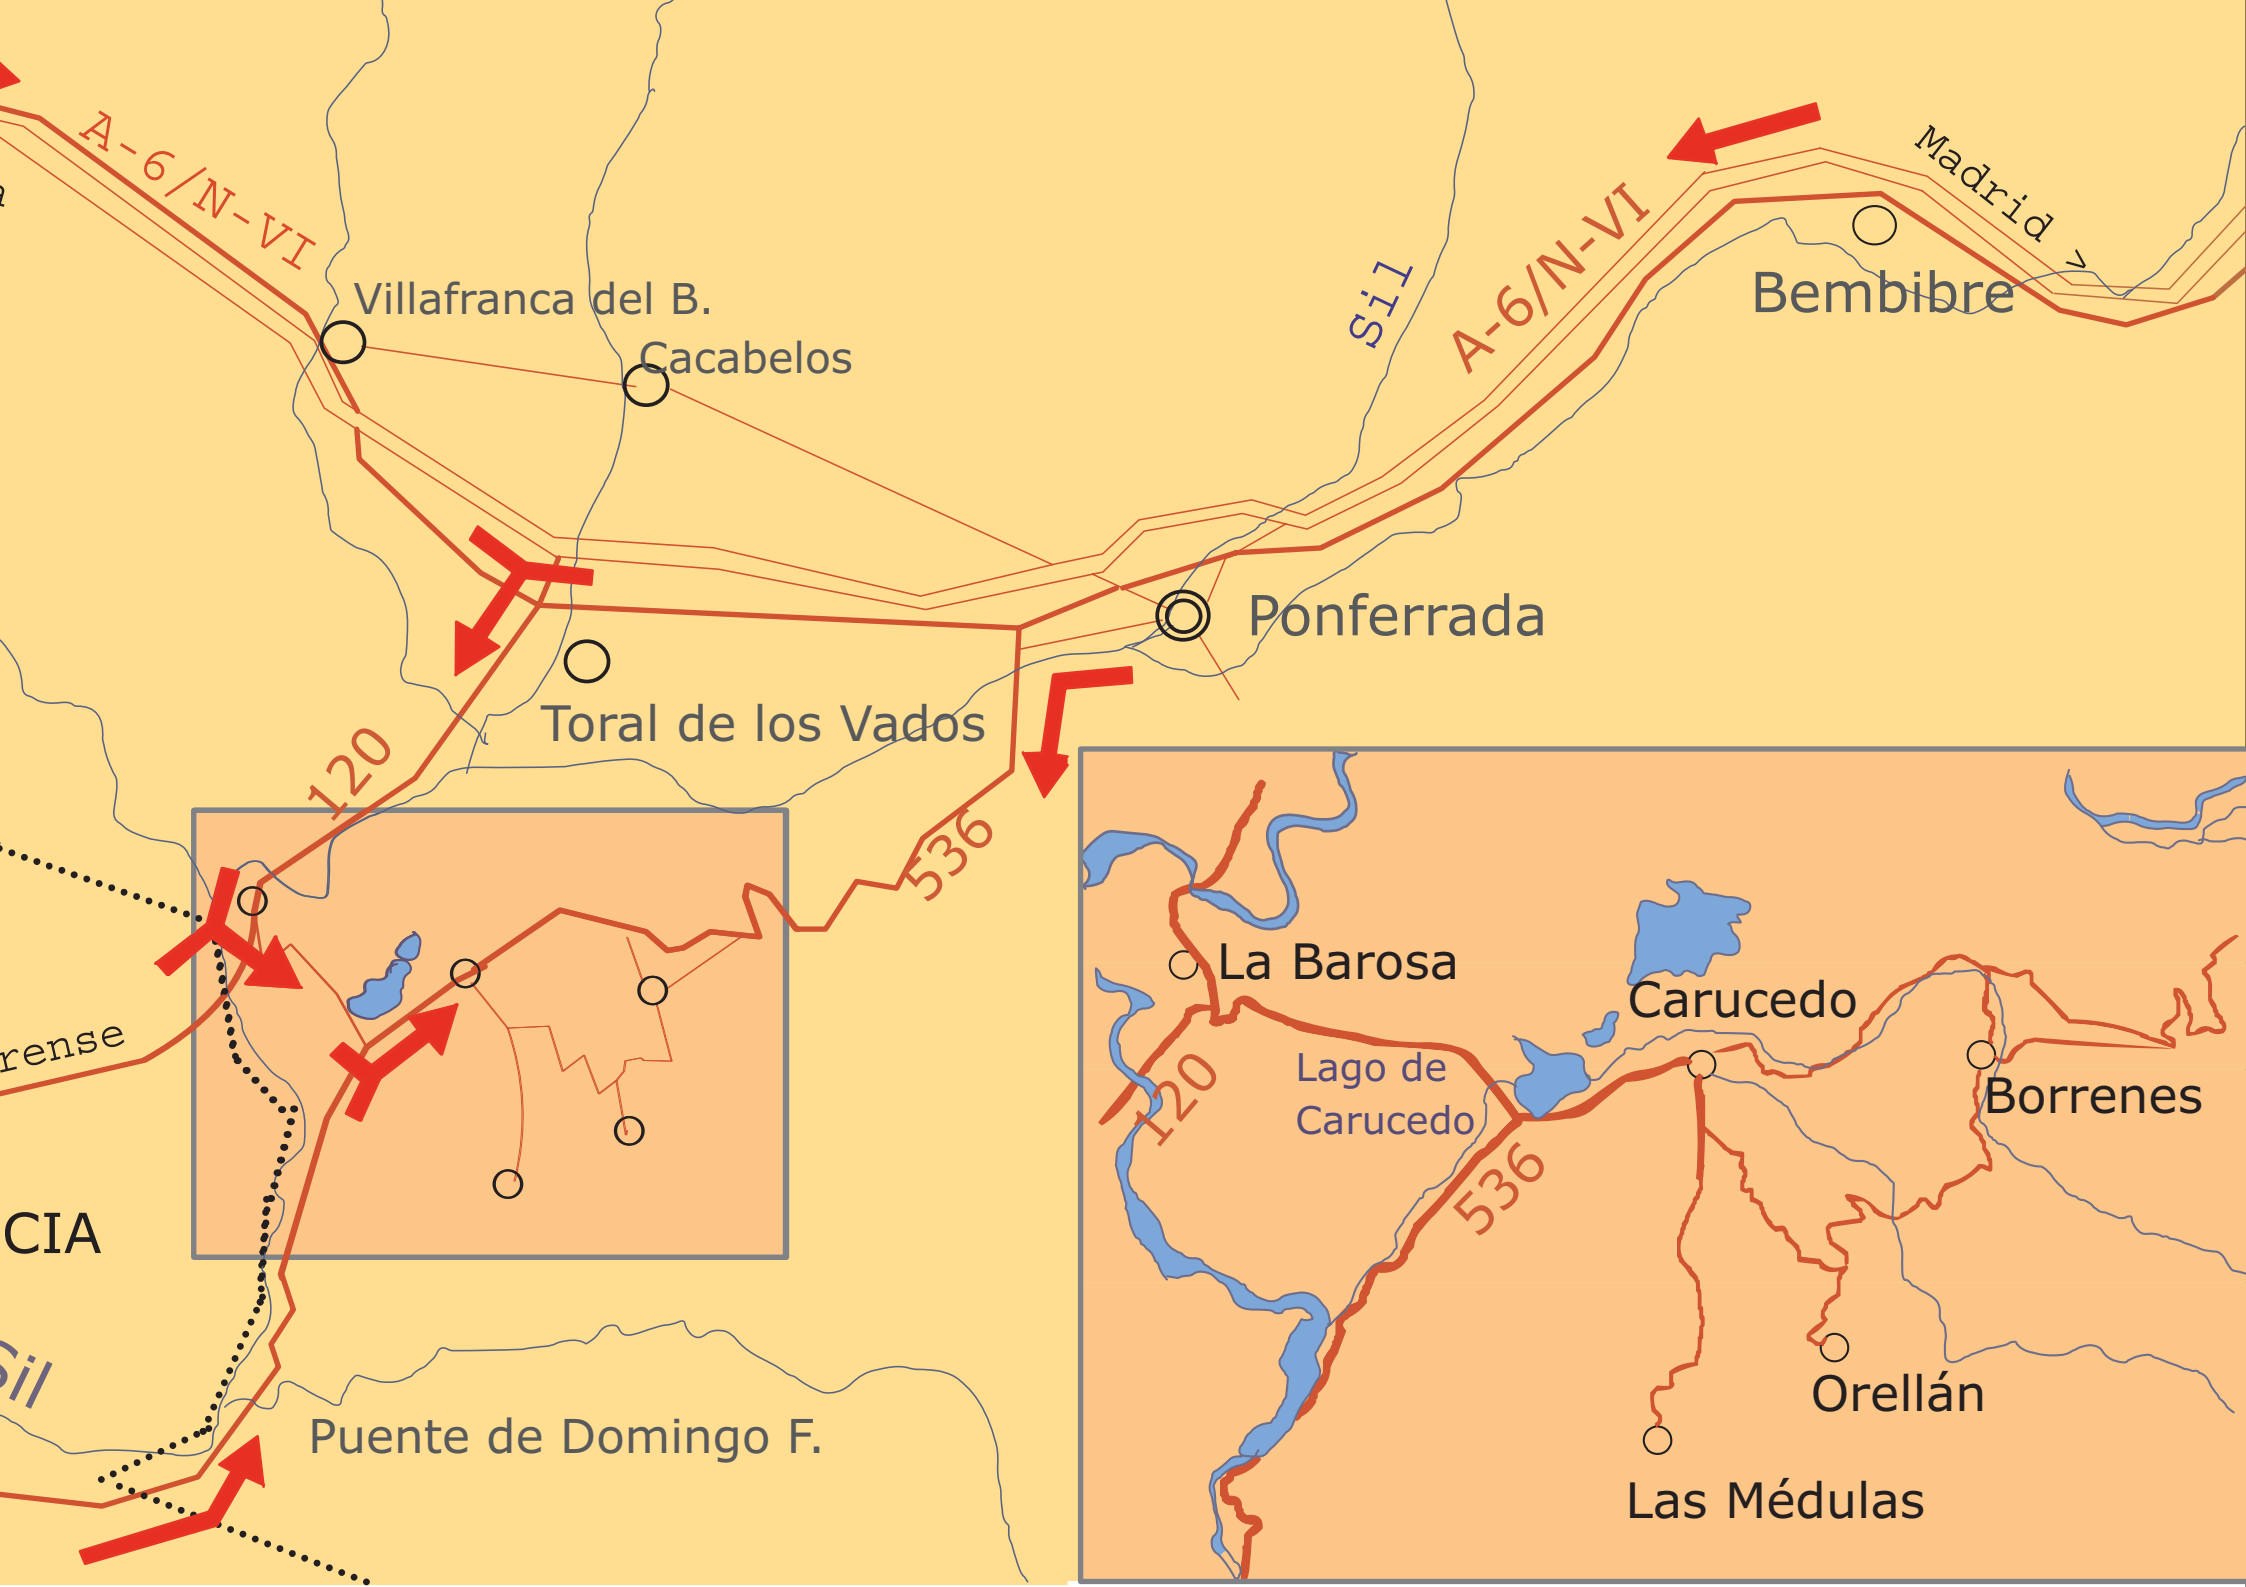 A-6/N-VI
Madrid >
a
Villafranca del B.
Cacabelos
Sil
A-6/N-VI
Bembibre
Ponferrada
Toral de los Vados
120
536
rense
CIA
Sil
Puente de Domingo F.
La Barosa
Carucedo
Lago de
Carucedo
120
536
Borrenes
Orellán
Las Médulas